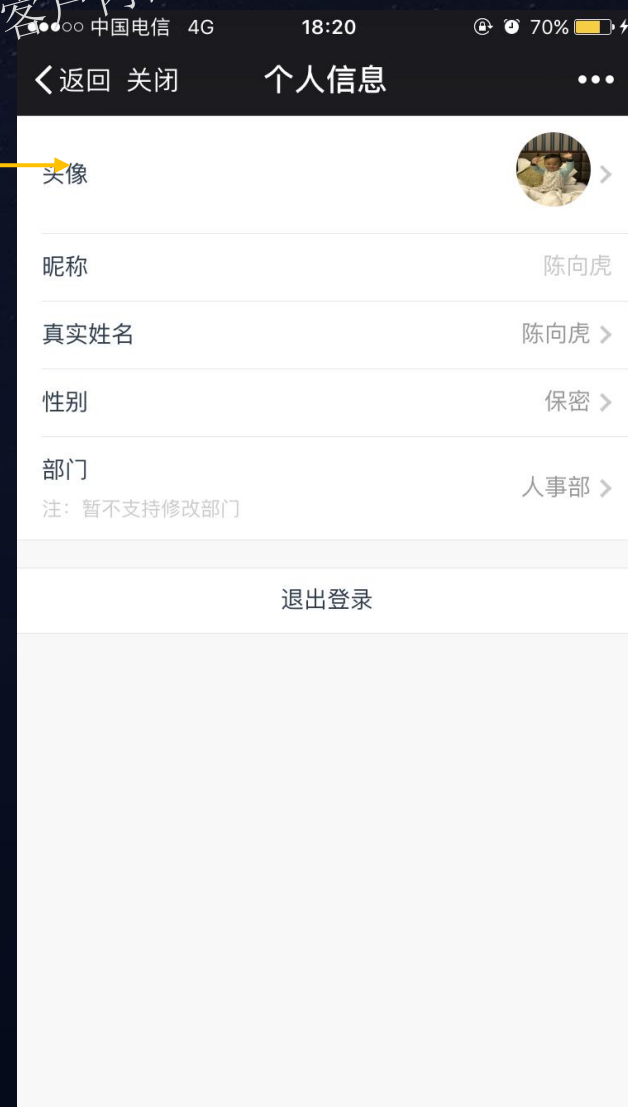 中国电信 4G 18:20 70%
返回 关闭 个人信息
头像
昵称 陈向虎
真实姓名 陈向虎
性别 保密
部门
人事部
注：暂不支持修改部门
退出登录